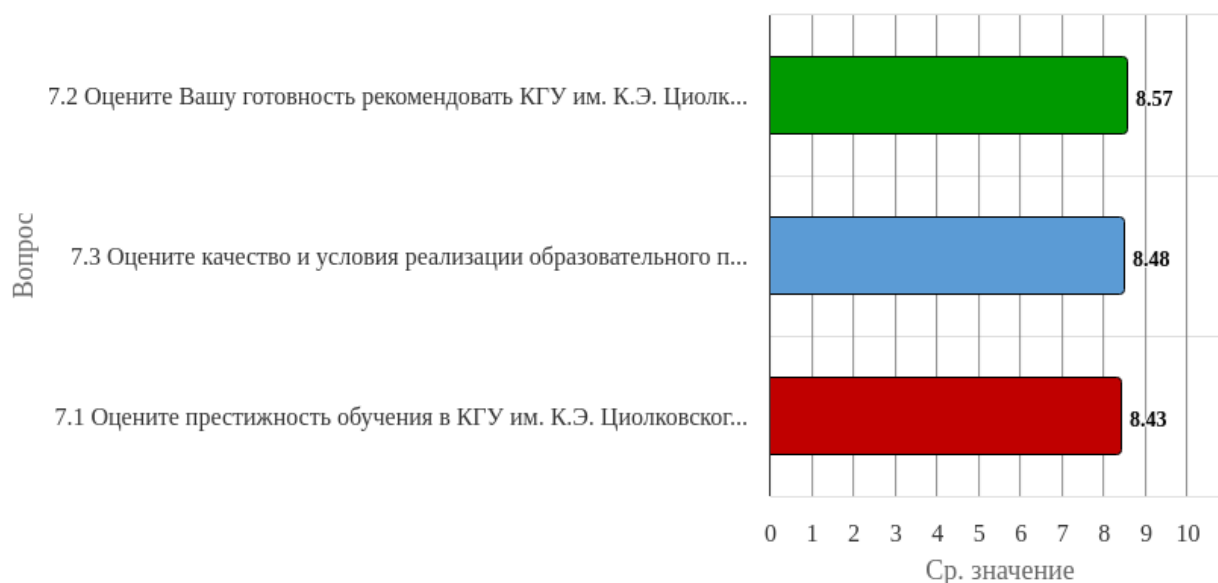 Вопрос
7.2 Оцените Вашу готовность рекомендовать КГУ им. К.Э. Циолк...
8.57
7.3 Оцените качество и условия реализации образовательного п...
8.48
7.1 Оцените престижность обучения в КГУ им. К.Э. Циолковског...
8.43
0 1 2 3 4 5 6 7 8 9 10
Ср. значение